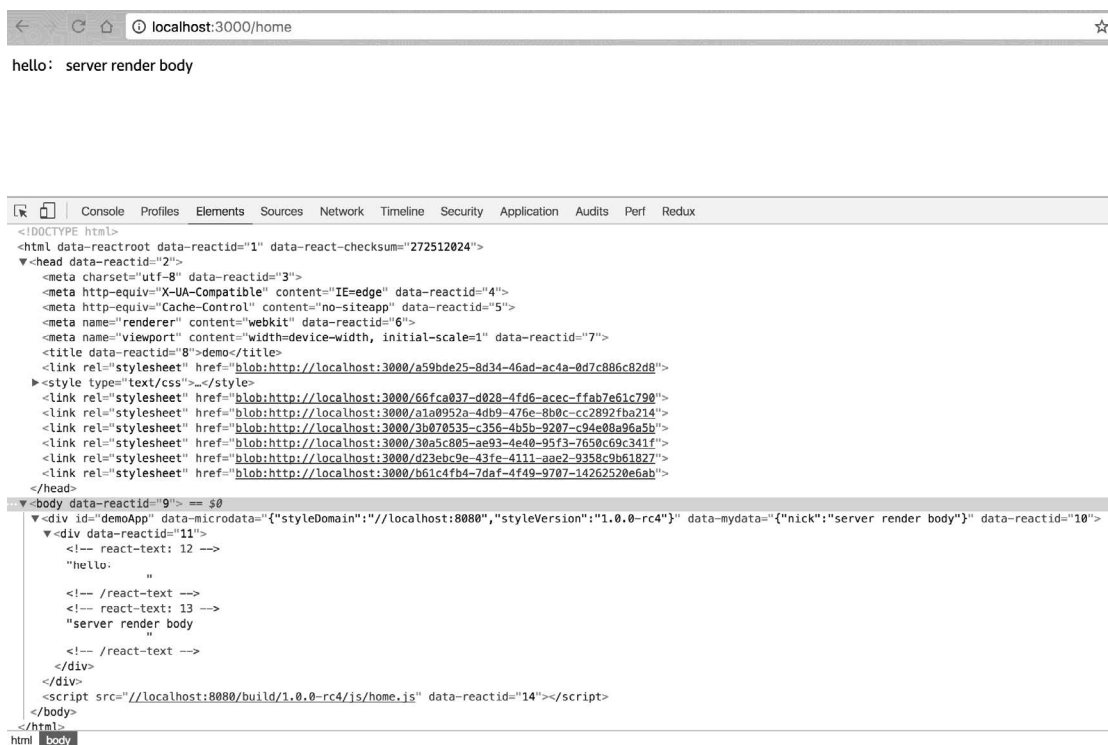 localhost:3000/home
hello： server render body
Console Profiles Elements Sources Network Timeline Security Application Audits Perf Redux
<!DOCTYPE html>
<html data-reactroot data-reactid="1" data-react-checksum="272512024">
▼<head data-reactid="2">
<meta charset="utf-8" data-reactid="3">
<meta http-equiv="X-UA-Compatible" content="IE=edge" data-reactid="4">
<meta http-equiv="Cache-Control" content="no-siteapp" data-reactid="5">
<meta name="renderer" content="webkit" data-reactid="6">
<meta name="viewport" content="width=device-width, initial-scale=1" data-reactid="7">
<title data-reactid="8">demo</title>
<link rel="stylesheet" href="blob:http://localhost:3000/a59bde25-8d34-46ad-ac4a-0d7c886c82d8">
▶<style type="text/css">…</style>
<link rel="stylesheet" href="blob:http://localhost:3000/66fca037-d028-4fd6-acec-ffab7e61c790">
<link rel="stylesheet" href="blob:http://localhost:3000/a1a0952a-4db9-476e-8b0c-cc2892fba214">
<link rel="stylesheet" href="blob:http://localhost:3000/3b070535-c356-4b5b-9207-c94e08a96a5b">
<link rel="stylesheet" href="blob:http://localhost:3000/30a5c805-ae93-4e40-95f3-7650c69c341f">
<link rel="stylesheet" href="blob:http://localhost:3000/d23ebc9e-43fe-4111-aae2-9358c9b61827">
<link rel="stylesheet" href="blob:http://localhost:3000/b61c4fb4-7daf-4f49-9707-14262520e6ab">
</head>
…▼<body data-reactid="9"> == $0
▼<div id="demoApp" data-microdata="{"styleDomain":"//localhost:8080","styleVersion":"1.0.0-rc4"}" data-mydata="{"nick":"server render body"}" data-reactid="10">
▼<div data-reactid="11">
<!-- react-text: 12 -->
"hello:
"
<!-- /react-text -->
<!-- react-text: 13 -->
"server render body
"
<!-- /react-text -->
</div>
</div>
<script src="//localhost:8080/build/1.0.0-rc4/js/home.js" data-reactid="14"></script>
</body>
</html>
html body